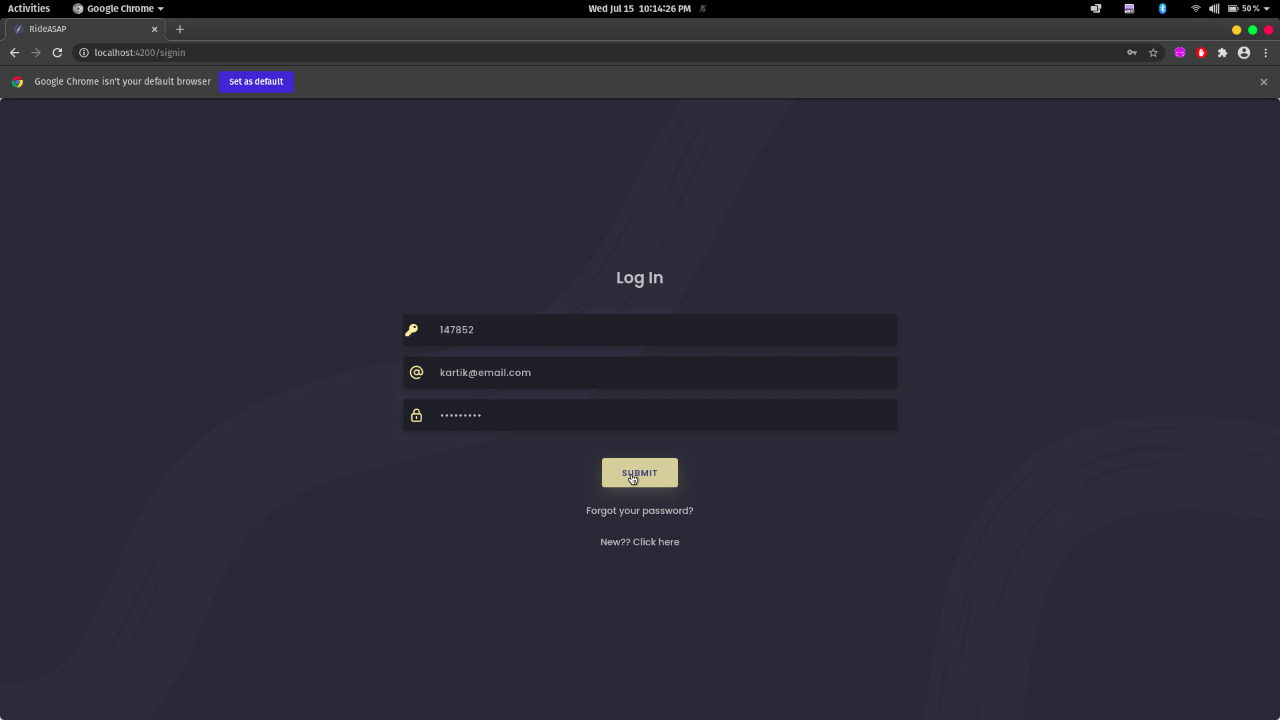 Activities Google Chrome Wed Jul 15 10:14:26 PM 50 %
RideASAP
localhost:4200/signin
Google Chrome isn't your default browser Set as default
Log In
147852
kartik@email.com
•••••••••
SUBMIT
Forgot your password?
New?? Click here